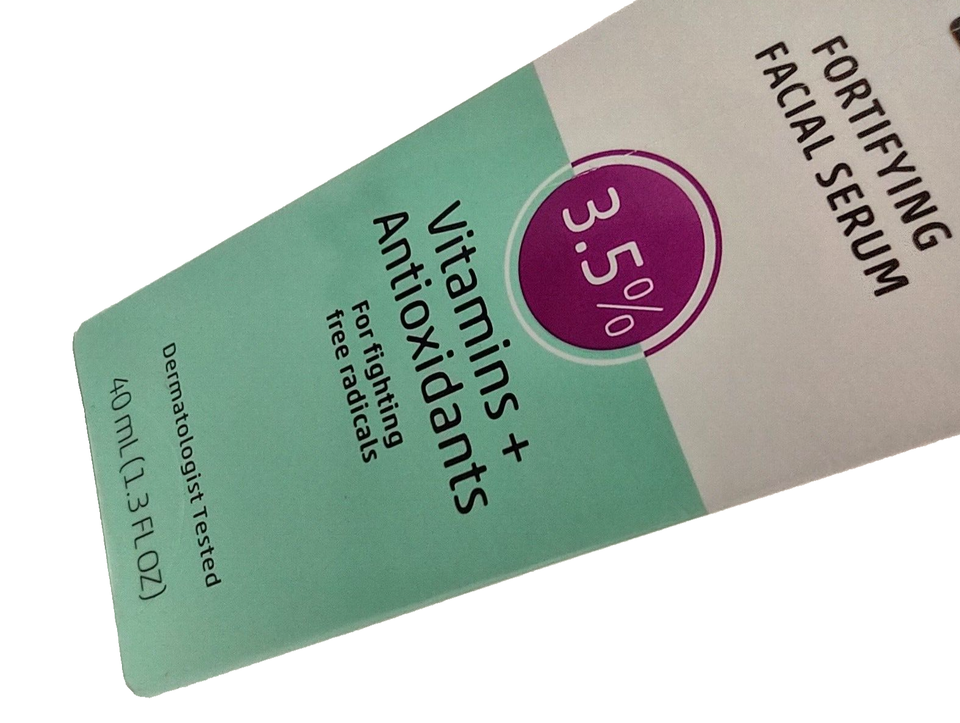 FORTIFYING
FACIAL SERUM
3.5%
Vitamins +
Antioxidants
For fighting
free radicals
Dermatologist Tested
40 mL (1.3 FL OZ)